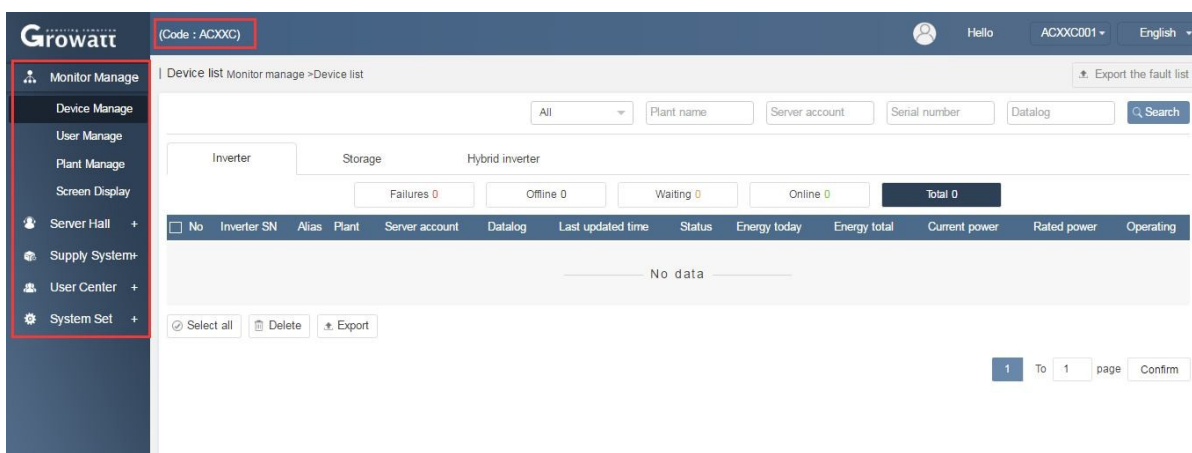 Growatt
(Code : ACXXC)
Hello
ACXXC001
English
Monitor Manage
Device Manage
User Manage
Plant Manage
Screen Display
Server Hall +
Supply System+
User Center +
System Set +
| Device list Monitor manage >Device list
Export the fault list
All
Plant name
Server account
Serial number
Datalog
Search
Inverter
Storage
Hybrid inverter
Failures 0
Offline 0
Waiting 0
Online 0
Total 0
No Inverter SN Alias Plant Server account Datalog Last updated time Status Energy today Energy total Current power Rated power Operating
No data
Select all
Delete
Export
1 To 1 page Confirm